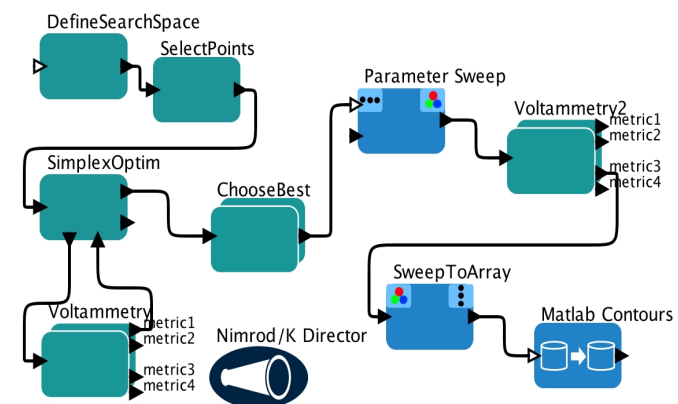 DefineSearchSpace
SelectPoints
Parameter Sweep
Voltammetry2
metric1
metric2
metric3
metric4
SimplexOptim
ChooseBest
SweepToArray
Matlab Contours
Voltammetry
metric1
metric2
metric3
metric4
Nimrod/K Director